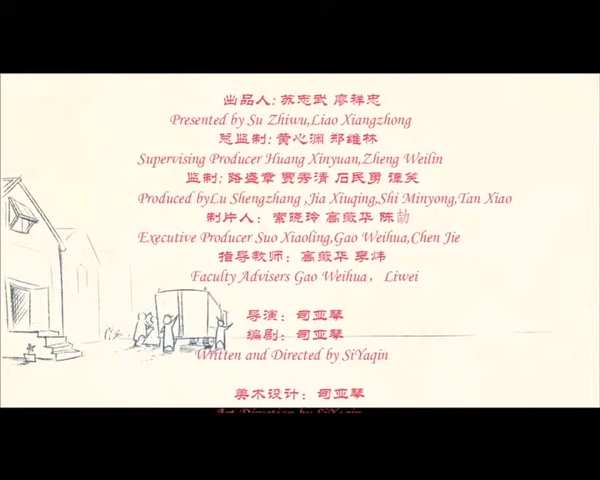 出品人: 苏志武 廖祥忠
Presented by Su Zhiwu,Liao Xiangzhong
总监制: 黄心渊 郑维林
Supervising Producer Huang Xinyuan,Zheng Weilin
监制: 路盛章 贾秀清 石民勇 谭笑
Produced byLu Shengzhang ,Jia Xiuqing,Shi Minyong,Tan Xiao
制片人: 索晓玲 高薇华 陈劼
Executive Producer Suo Xiaoling,Gao Weihua,Chen Jie
指导教师: 高薇华 李炜
Faculty Advisers Gao Weihua, Liwei
导演: 司亚琴
编剧: 司亚琴
Written and Directed by SiYaqin
美术设计: 司亚琴
Art Direction by SiYaqin